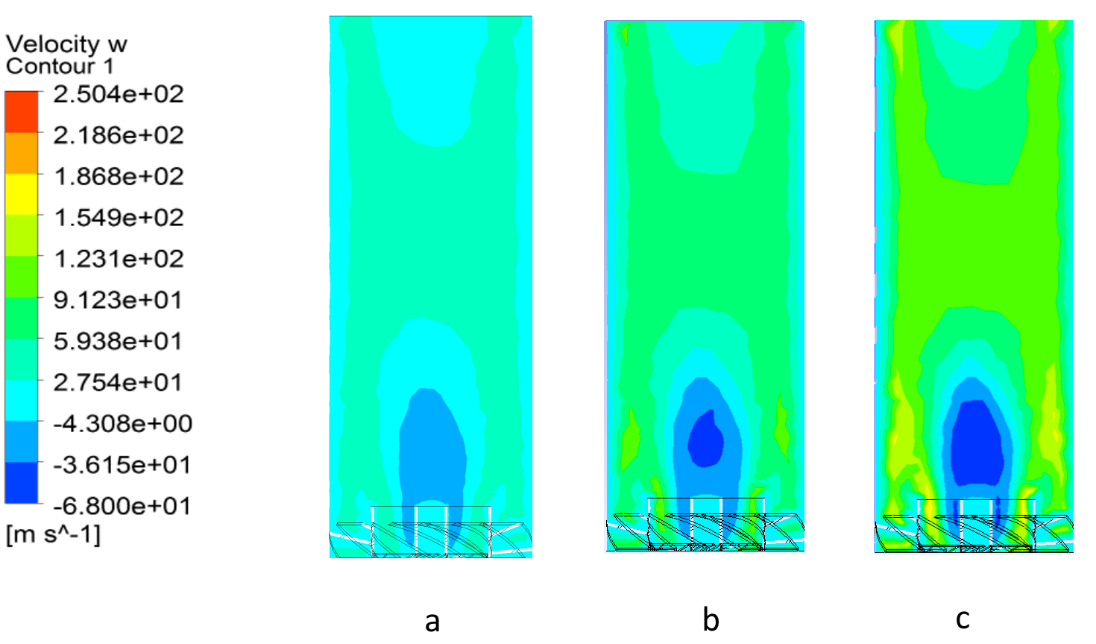 Velocity w
Contour 1
2.504e+02
2.186e+02
1.868e+02
1.549e+02
1.231e+02
9.123e+01
5.938e+01
2.754e+01
-4.308e+00
-3.615e+01
-6.800e+01
[m s^-1]
a b c